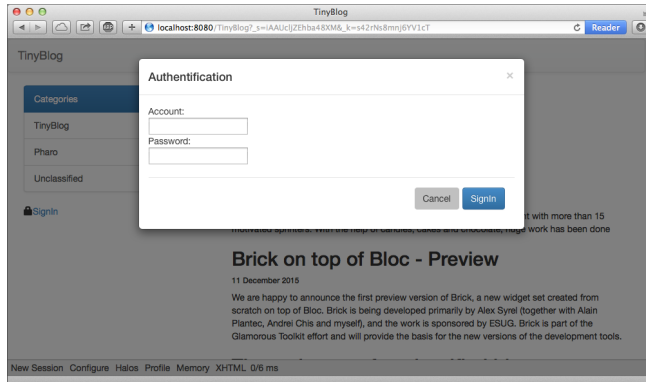 TinyBlog
localhost:8080/TinyBlog?_s=iAAUcljZEhba48XM&_k=s42rNs8mnj6YV1cT
Reader
TinyBlog
Authentification
×
Categories
Account:
TinyBlog
Password:
Pharo
Unclassified
Cancel SignIn
SignIn
nt with more than 15
motivated sprinters. With the help of candies, cakes and chocolate, huge work has been done
Brick on top of Bloc - Preview
11 December 2015
We are happy to announce the first preview version of Brick, a new widget set created from
scratch on top of Bloc. Brick is being developed primarily by Alex Syrel (together with Alain
Plantec, Andrei Chis and myself), and the work is sponsored by ESUG. Brick is part of the
Glamorous Toolkit effort and will provide the basis for the new versions of the development tools.
New Session Configure Halos Profile Memory XHTML 0/6 ms